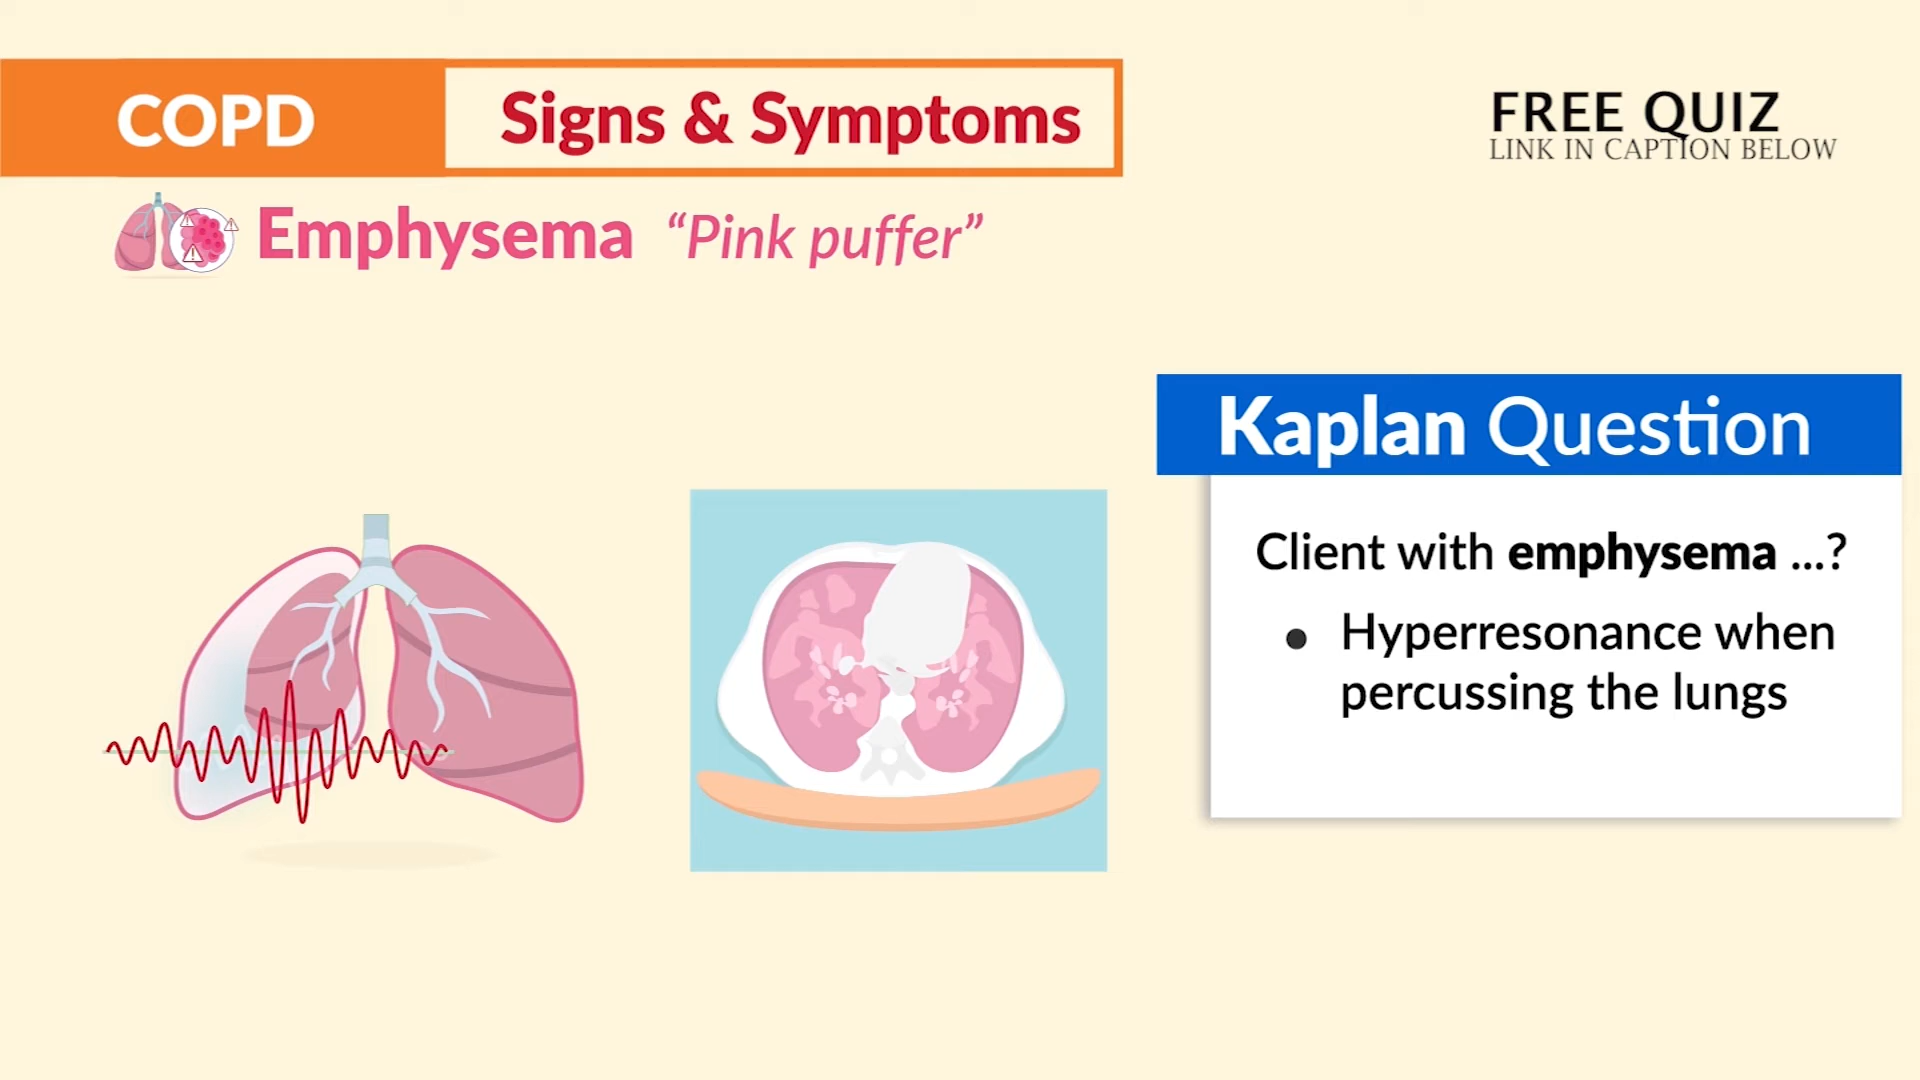 COPD
Signs & Symptoms
FREE QUIZ
LINK IN CAPTION BELOW
Emphysema “Pink puffer”
Kaplan Question
Client with emphysema ...?
• Hyperresonance when
percussing the lungs